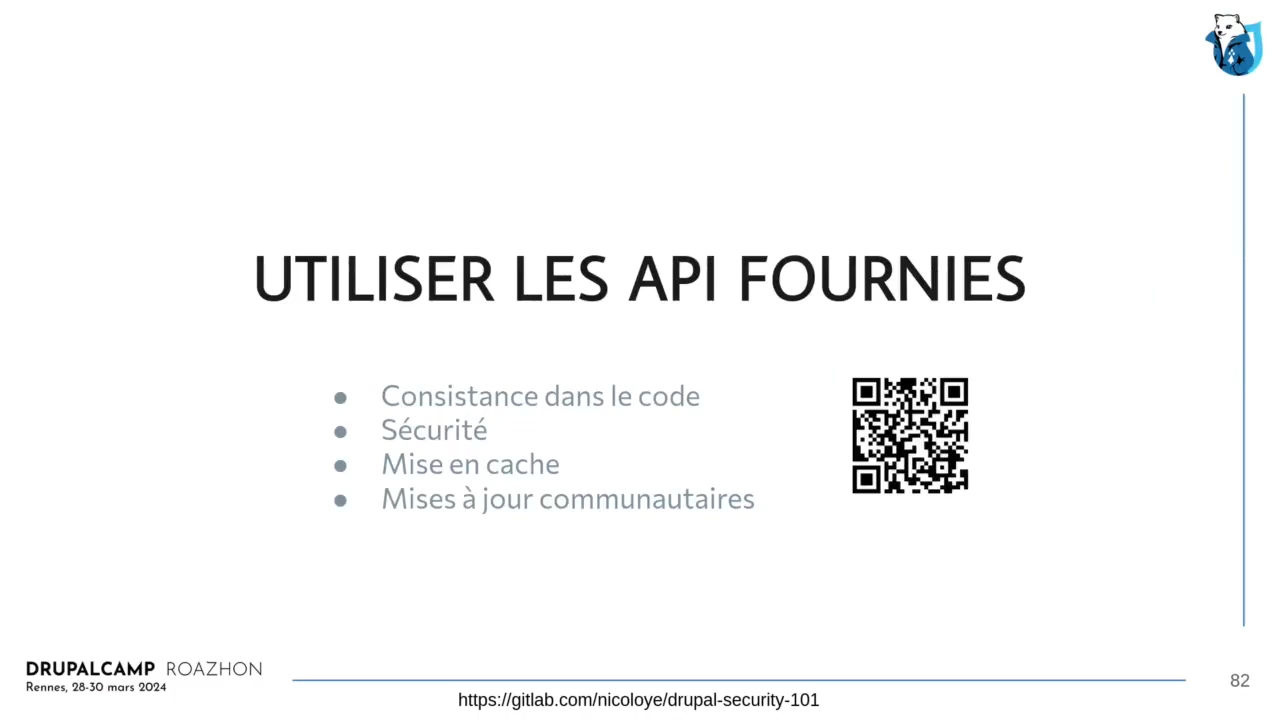 UTILISER LES API FOURNIES
● Consistance dans le code
● Sécurité
● Mise en cache
● Mises à jour communautaires
DRUPALCAMP ROAZHON
Rennes, 28-30 mars 2024
https://gitlab.com/nicoloye/drupal-security-101
82